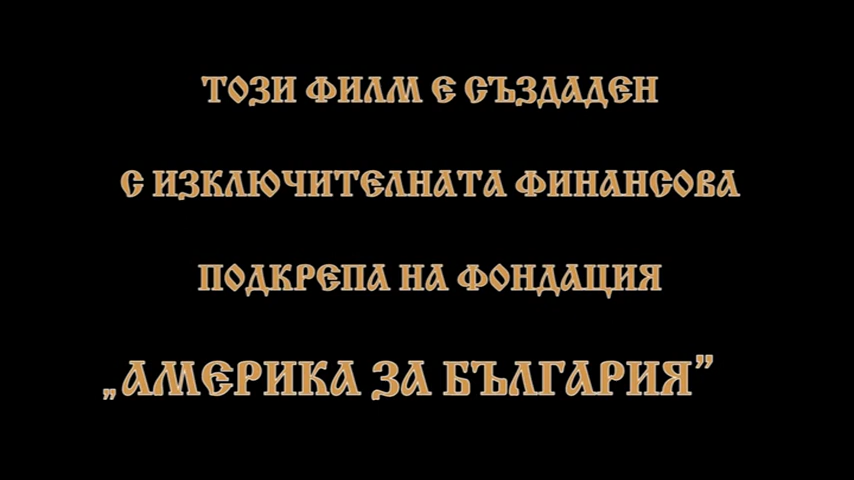 ТОЗИ ФИЛМ Е СЪЗДАДЕН
С ИЗКЛЮЧИТЕЛНАТА ФИНАНСОВА
ПОДКРЕПА НА ФОНДАЦИЯ
„АМЕРИКА ЗА БЪЛГАРИЯ”